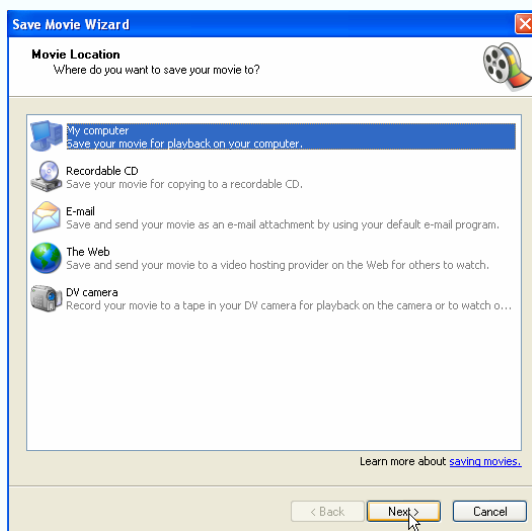 Save Movie Wizard
Movie Location
Where do you want to save your movie to?
My computer
Save your movie for playback on your computer.
Recordable CD
Save your movie for copying to a recordable CD.
E-mail
Save and send your movie as an e-mail attachment by using your default e-mail program.
The Web
Save and send your movie to a video hosting provider on the Web for others to watch.
DV camera
Record your movie to a tape in your DV camera for playback on the camera or to watch o...
Learn more about saving movies.
< Back Next > Cancel